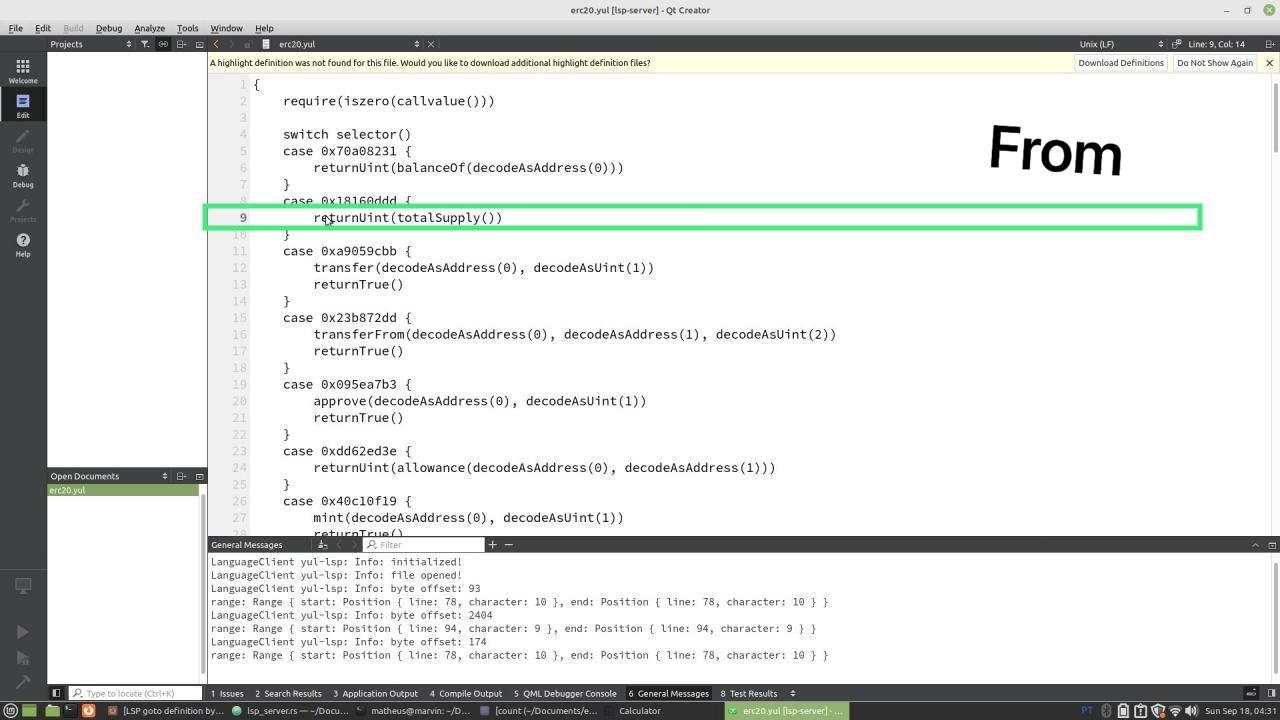 erc20.yul [lsp-server] - Qt Creator
File Edit Build Debug Analyze Tools Window Help
Projects erc20.yul Unix (LF) Line: 9, Col: 14
A highlight definition was not found for this file. Would you like to download additional highlight definition files? Download Definitions Do Not Show Again
Welcome
Edit
Design
Debug
Projects
Help
From
1 {
2 require(iszero(callvalue()))
3
4 switch selector()
5 case 0x70a08231 {
6 returnUint(balanceOf(decodeAsAddress(0)))
7 }
8 case 0x18160ddd {
9 returnUint(totalSupply())
10 }
11 case 0xa9059cbb {
12 transfer(decodeAsAddress(0), decodeAsUint(1))
13 returnTrue()
14 }
15 case 0x23b872dd {
16 transferFrom(decodeAsAddress(0), decodeAsAddress(1), decodeAsUint(2))
17 returnTrue()
18 }
19 case 0x095ea7b3 {
20 approve(decodeAsAddress(0), decodeAsUint(1))
21 returnTrue()
22 }
23 case 0xdd62ed3e {
24 returnUint(allowance(decodeAsAddress(0), decodeAsAddress(1)))
25 }
26 case 0x40c10f19 {
27 mint(decodeAsAddress(0), decodeAsUint(1))
28 returnTrue()
Open Documents
erc20.yul
General Messages Filter
LanguageClient yul-lsp: Info: initialized!
LanguageClient yul-lsp: Info: file opened!
LanguageClient yul-lsp: Info: byte offset: 93
range: Range { start: Position { line: 78, character: 10 }, end: Position { line: 78, character: 10 } }
LanguageClient yul-lsp: Info: byte offset: 2404
range: Range { start: Position { line: 94, character: 9 }, end: Position { line: 94, character: 9 } }
LanguageClient yul-lsp: Info: byte offset: 174
range: Range { start: Position { line: 78, character: 10 }, end: Position { line: 78, character: 10 } }
Type to locate (Ctrl+K) 1 Issues 2 Search Results 3 Application Output 4 Compile Output 5 QML Debugger Console 6 General Messages 8 Test Results
[LSP goto definition by... lsp_server.rs — ~/Docu... matheus@marvin: ~/D... [count (~/Documents/e... Calculator erc20.yul [lsp-server] - ... PT Sun Sep 18, 04:31